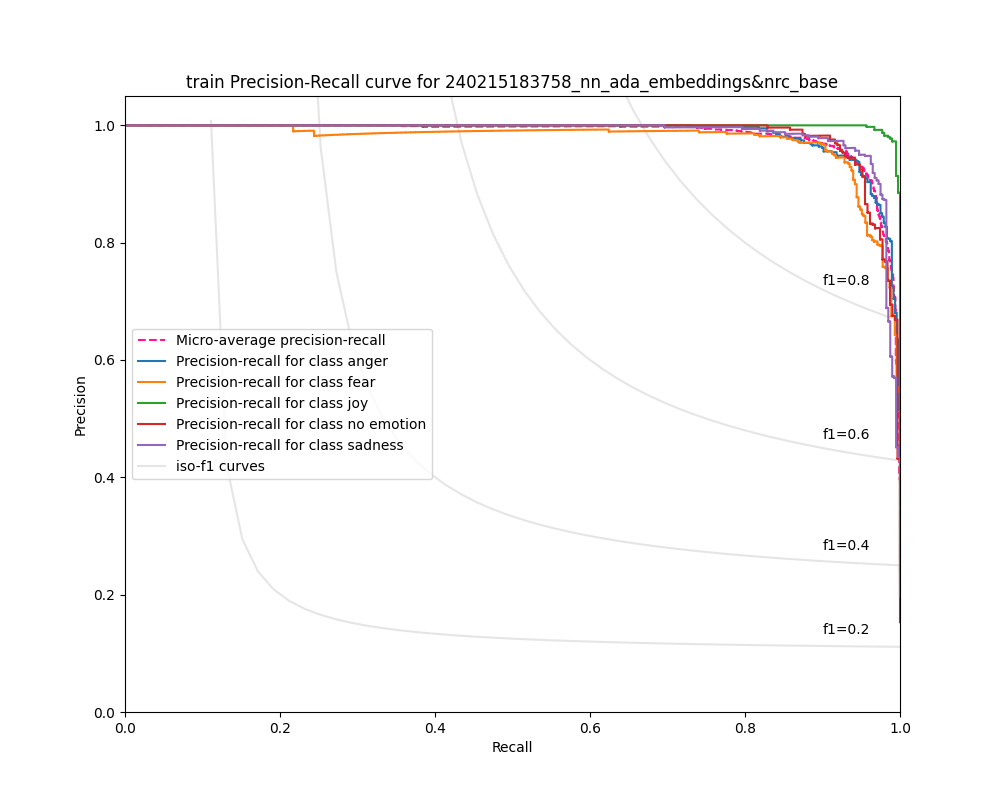 train Precision-Recall curve for 240215183758_nn_ada_embeddings&nrc_base
1.0
0.8
0.6
0.4
0.2
0.0
Precision
f1=0.8
f1=0.6
f1=0.4
f1=0.2
Micro-average precision-recall
Precision-recall for class anger
Precision-recall for class fear
Precision-recall for class joy
Precision-recall for class no emotion
Precision-recall for class sadness
iso-f1 curves
0.0 0.2 0.4 0.6 0.8 1.0
Recall